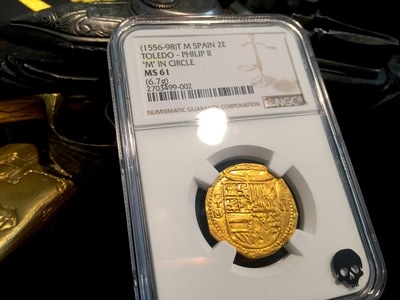 (1556-98)T M SPAIN 2E
TOLEDO - PHILIP II
"M" IN CIRCLE
MS 61
(6.7g)
2703499-002
NUMISMATIC GUARANTY CORPORATION
NGC